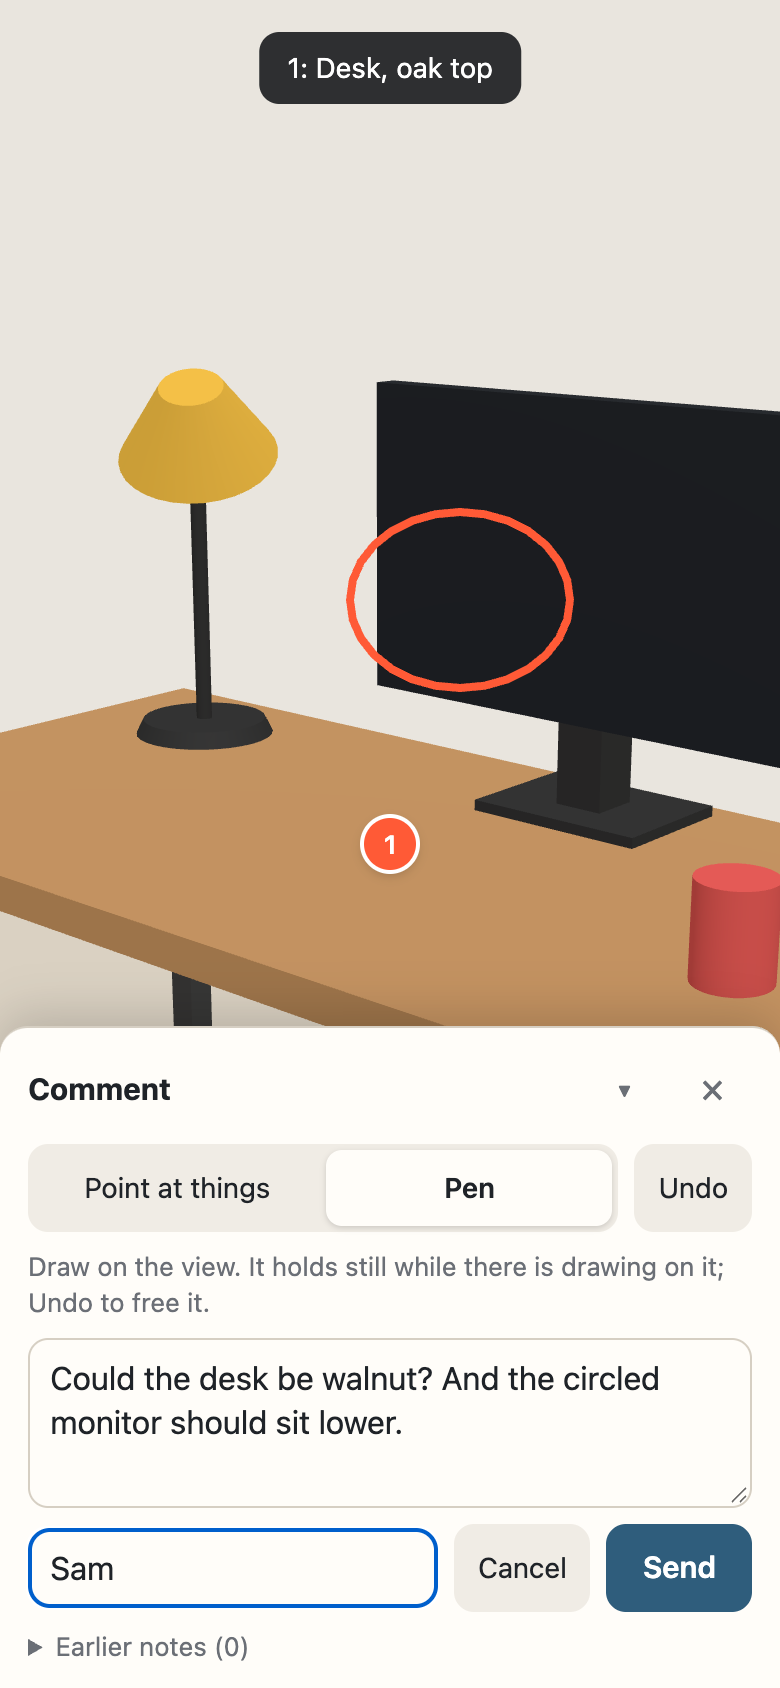 1: Desk, oak top
1
Comment
Point at things
Pen
Undo
Draw on the view. It holds still while there is drawing on it;
Undo to free it.
Could the desk be walnut? And the circled
monitor should sit lower.
Sam
Cancel
Send
Earlier notes (0)